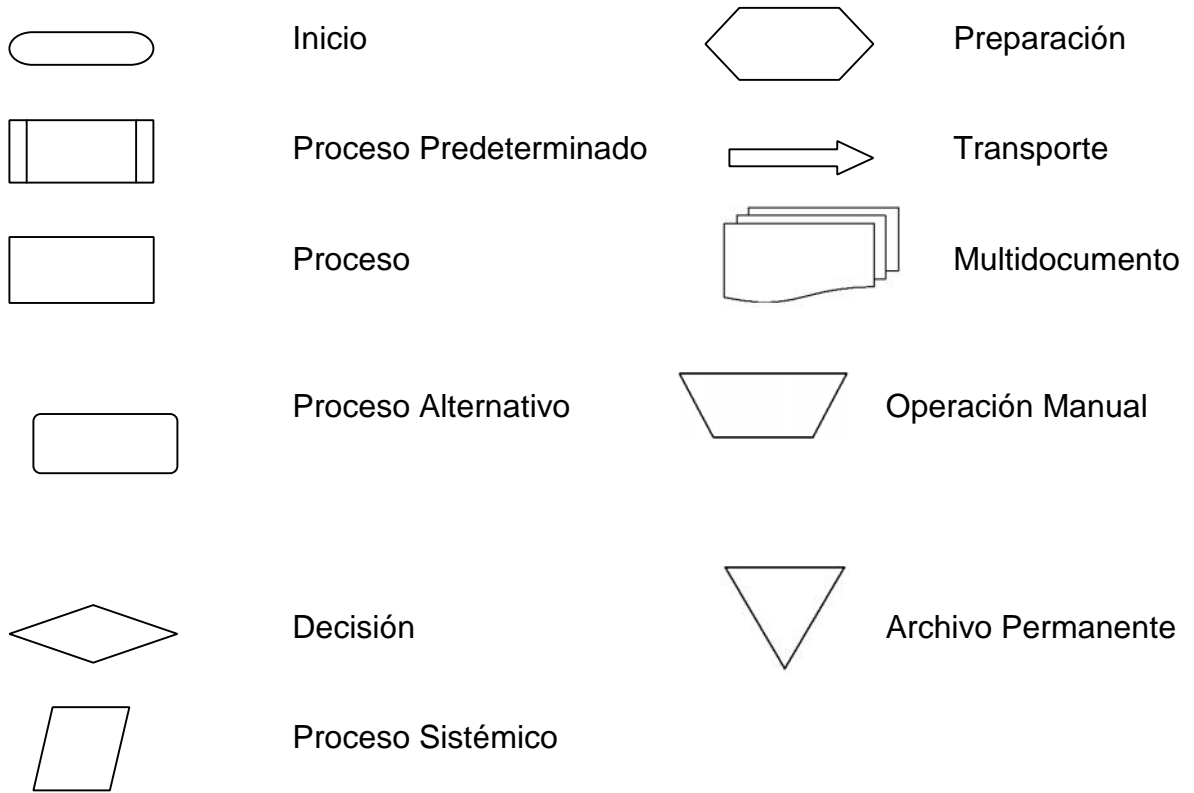 Inicio
Preparación
Proceso Predeterminado
Transporte
Proceso
Multidocumento
Proceso Alternativo
Operación Manual
Decisión
Archivo Permanente
Proceso Sistémico